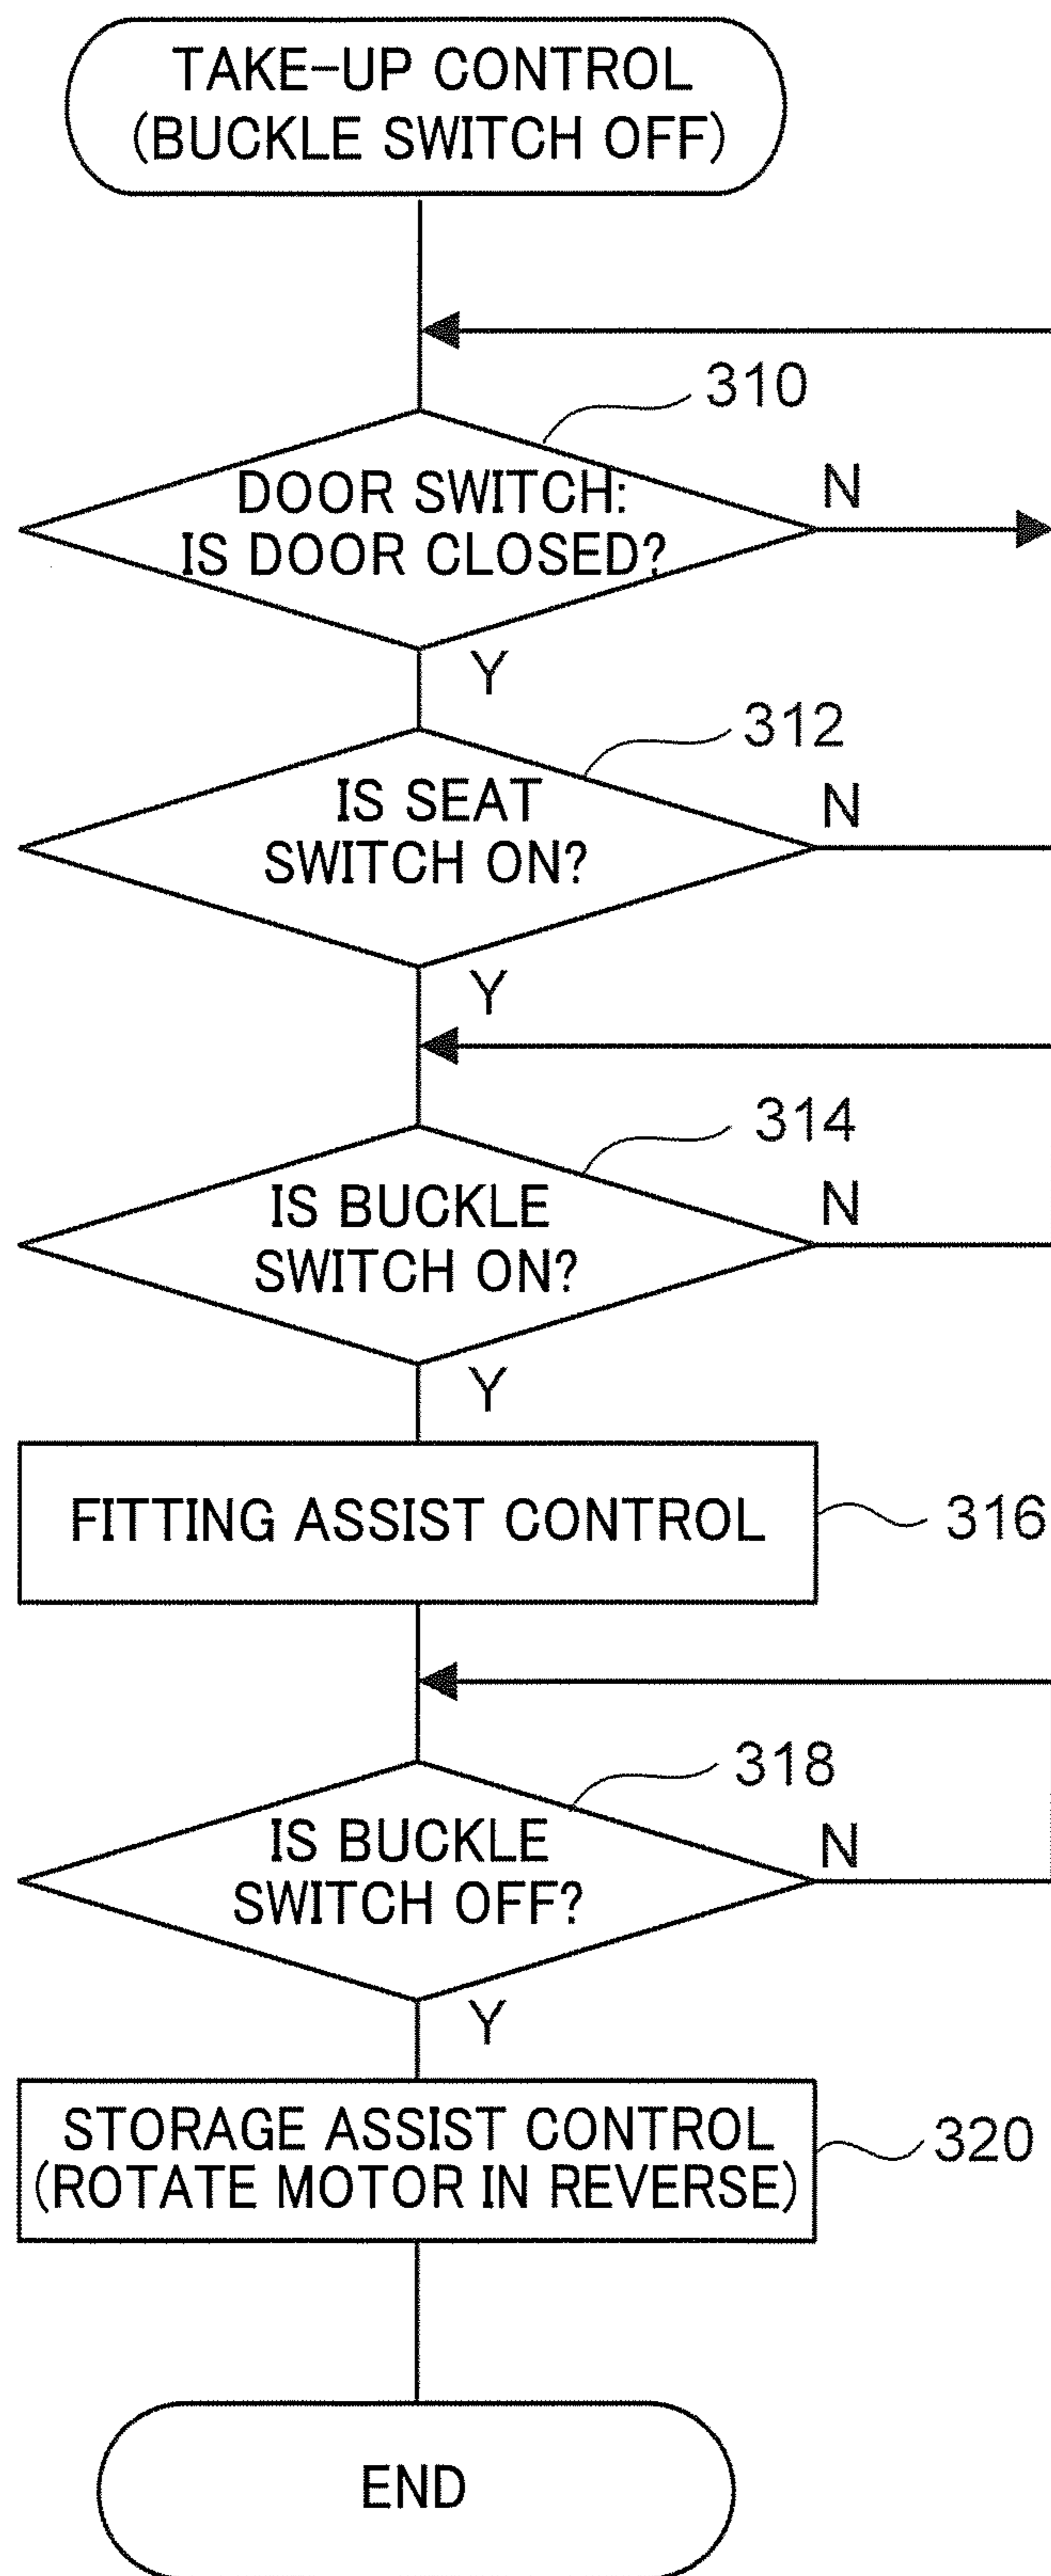 TAKE-UP CONTROL
(BUCKLE SWITCH OFF)
310
DOOR SWITCH:
IS DOOR CLOSED?
N
Y
312
IS SEAT
SWITCH ON?
N
Y
314
IS BUCKLE
SWITCH ON?
N
Y
FITTING ASSIST CONTROL
316
318
IS BUCKLE
SWITCH OFF?
N
Y
STORAGE ASSIST CONTROL
(ROTATE MOTOR IN REVERSE)
320
END